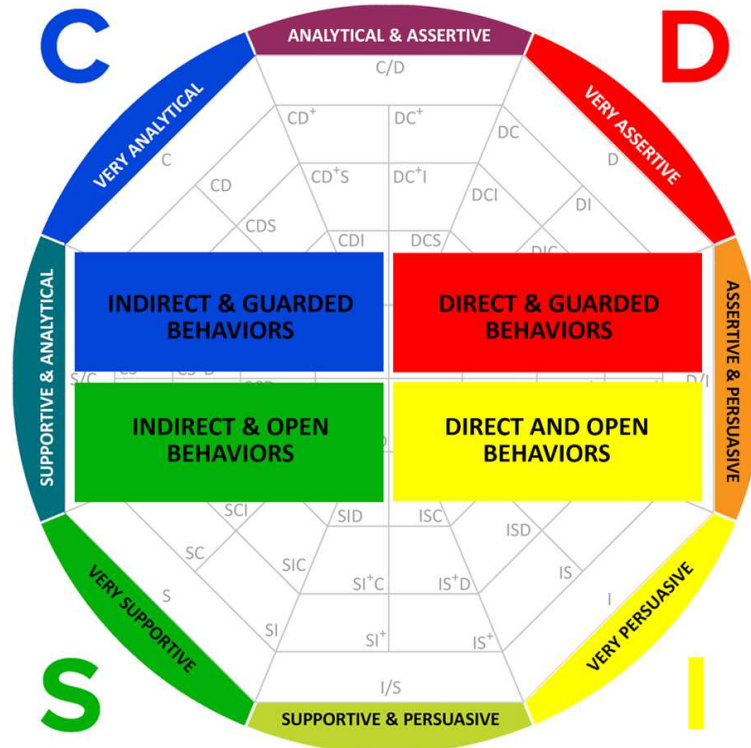 C
ANALYTICAL & ASSERTIVE
D
VERY ANALYTICAL
VERY ASSERTIVE
C/D
CD+
DC+
DC
C
D
CD
CD+S
DC+I
DCI
DI
CDS
CDI
DCS
DIC
SUPPORTIVE & ANALYTICAL
INDIRECT & GUARDED
BEHAVIORS
DIRECT & GUARDED
BEHAVIORS
ASSERTIVE & PERSUASIVE
S/C
D/I
INDIRECT & OPEN
BEHAVIORS
DIRECT AND OPEN
BEHAVIORS
SCI
SID
ISC
ISD
SC
SIC
SI+C
IS+D
IS
S
I
SI
SI+
IS+
VERY SUPPORTIVE
VERY PERSUASIVE
I/S
S
SUPPORTIVE & PERSUASIVE
I